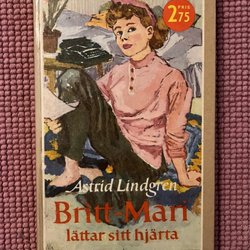 PRIS
2.75
Astrid Lindgren
Britt-Mari
lättar sitt hjärta